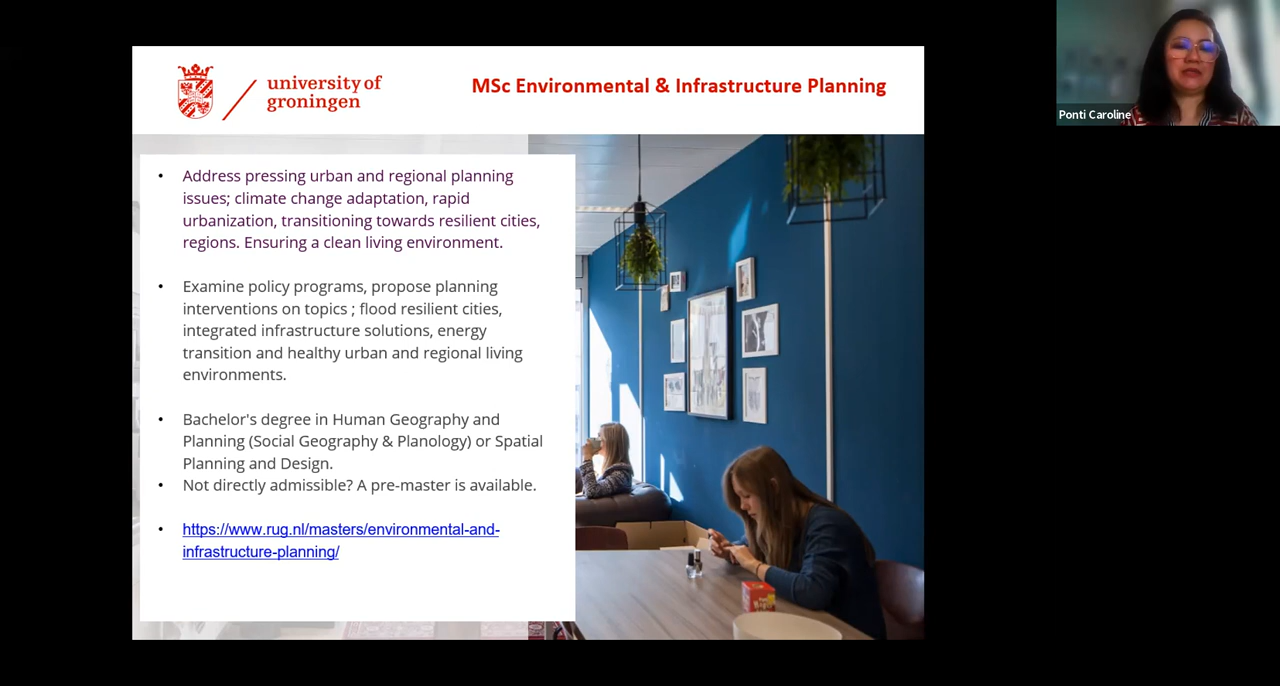 university of
groningen
MSc Environmental & Infrastructure Planning
Ponti Caroline
• Address pressing urban and regional planning
issues; climate change adaptation, rapid
urbanization, transitioning towards resilient cities,
regions. Ensuring a clean living environment.
• Examine policy programs, propose planning
interventions on topics ; flood resilient cities,
integrated infrastructure solutions, energy
transition and healthy urban and regional living
environments.
• Bachelor's degree in Human Geography and
Planning (Social Geography & Planology) or Spatial
Planning and Design.
• Not directly admissible? A pre-master is available.
• https://www.rug.nl/masters/environmental-and-
infrastructure-planning/